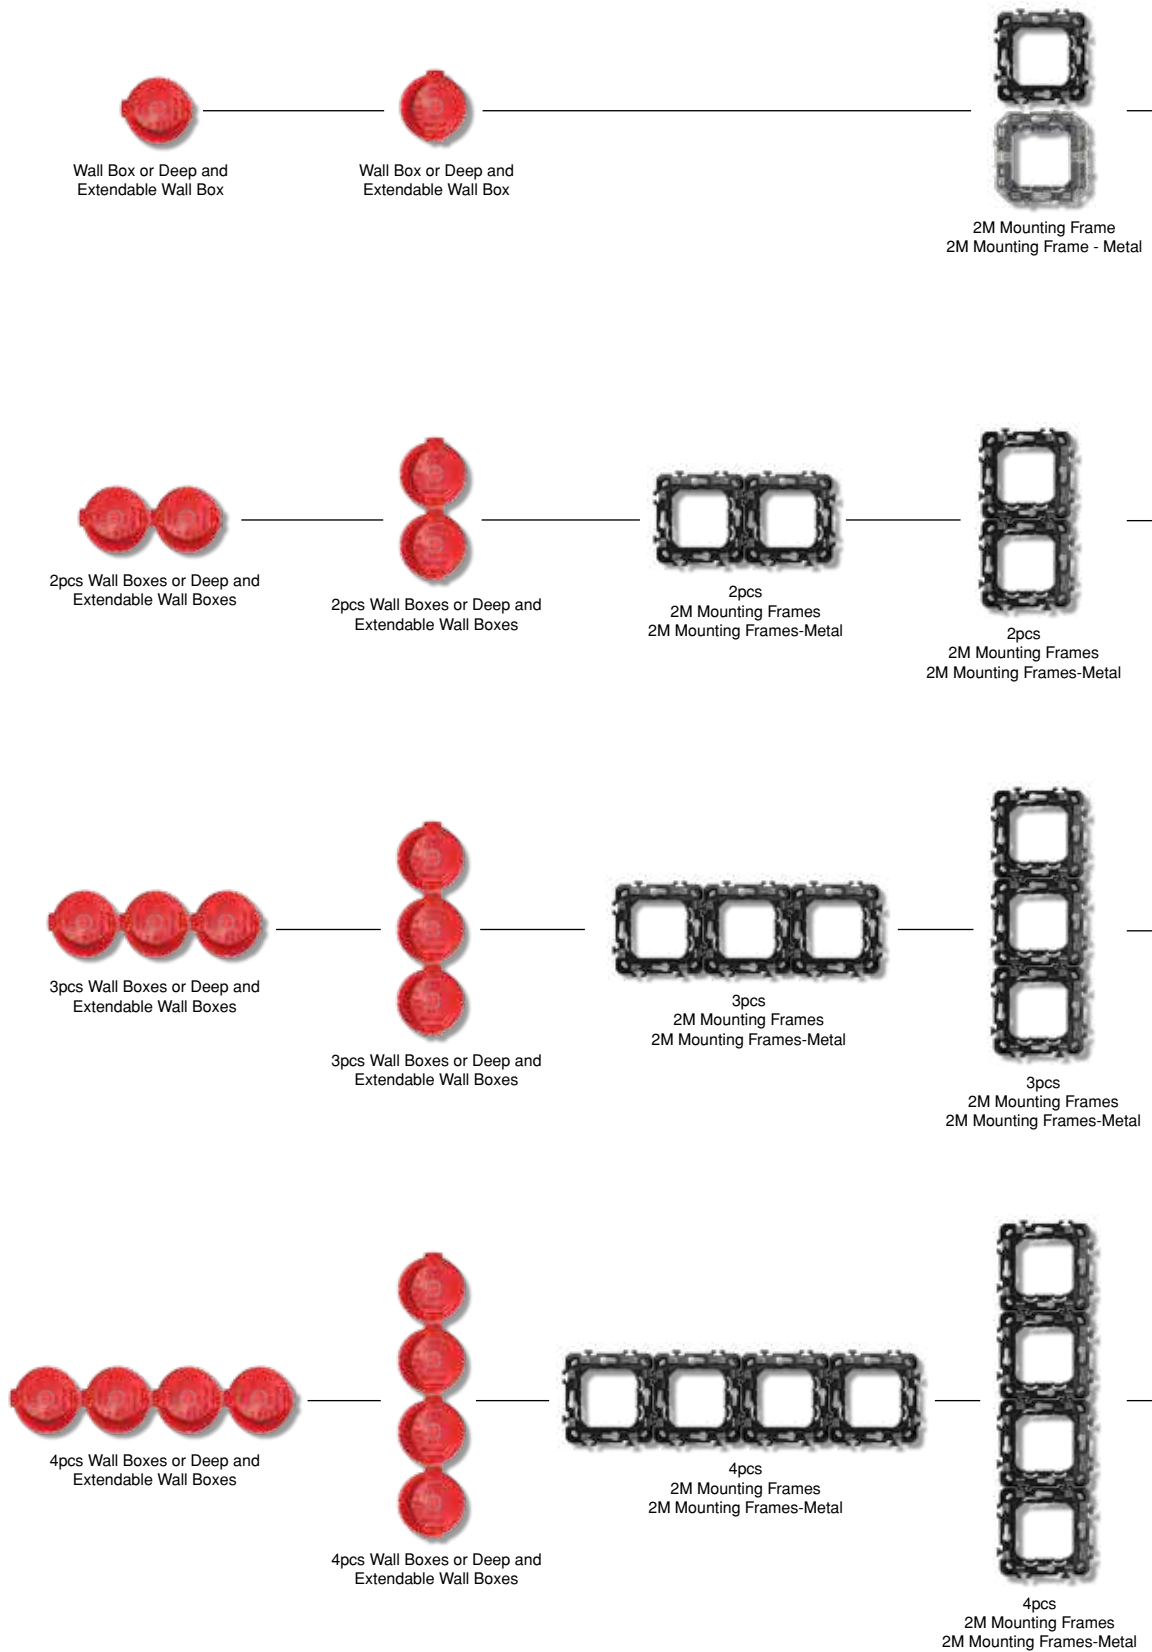 Wall Box or Deep and
Extendable Wall Box
Wall Box or Deep and
Extendable Wall Box
2M Mounting Frame
2M Mounting Frame - Metal
2pcs Wall Boxes or Deep and
Extendable Wall Boxes
2pcs Wall Boxes or Deep and
Extendable Wall Boxes
2pcs
2M Mounting Frames
2M Mounting Frames-Metal
2pcs
2M Mounting Frames
2M Mounting Frames-Metal
3pcs Wall Boxes or Deep and
Extendable Wall Boxes
3pcs Wall Boxes or Deep and
Extendable Wall Boxes
3pcs
2M Mounting Frames
2M Mounting Frames-Metal
3pcs
2M Mounting Frames
2M Mounting Frames-Metal
4pcs Wall Boxes or Deep and
Extendable Wall Boxes
4pcs Wall Boxes or Deep and
Extendable Wall Boxes
4pcs
2M Mounting Frames
2M Mounting Frames-Metal
4pcs
2M Mounting Frames
2M Mounting Frames-Metal